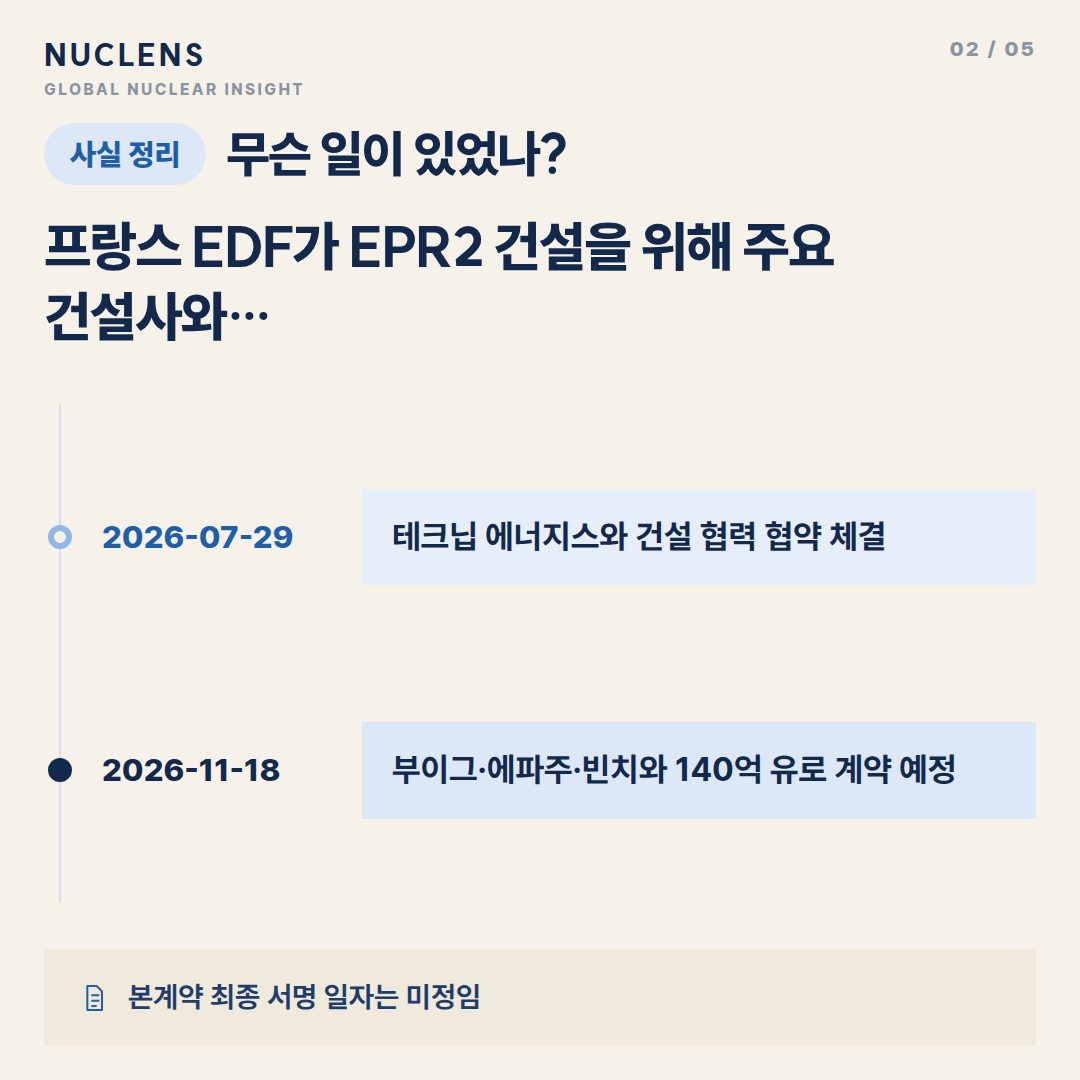 NUCLENS
02 / 05
GLOBAL NUCLEAR INSIGHT
사실 정리 무슨 일이 있었나?
프랑스 EDF가 EPR2 건설을 위해 주요
건설사와…
2026-07-29 테크닙 에너지스와 건설 협력 협약 체결
2026-11-18 부이그·에파주·빈치와 140억 유로 계약 예정
본계약 최종 서명 일자는 미정임